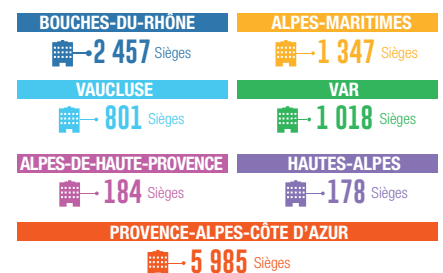 BOUCHES-DU-RHÔNE
2 457 Sièges
ALPES-MARITIMES
1 347 Sièges
VAUCLUSE
801 Sièges
VAR
1 018 Sièges
ALPES-DE-HAUTE-PROVENCE
184 Sièges
HAUTES-ALPES
178 Sièges
PROVENCE-ALPES-CÔTE D'AZUR
5 985 Sièges